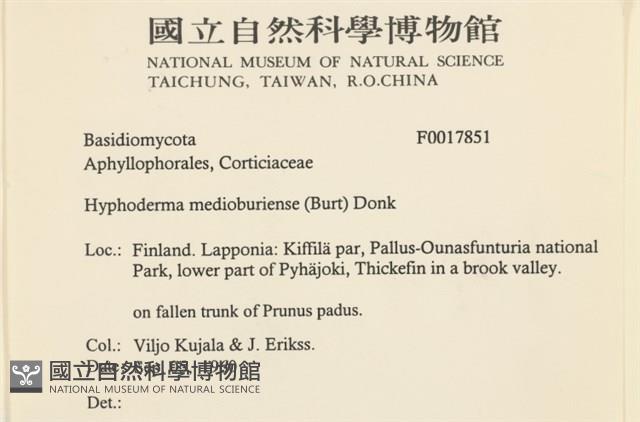 國立自然科學博物館
NATIONAL MUSEUM OF NATURAL SCIENCE
TAICHUNG, TAIWAN, R.O.CHINA
Basidiomycota F0017851
Aphyllophorales, Corticiaceae
Hyphoderma medioburiense (Burt) Donk
Loc.: Finland. Lapponia: Kiffilä par, Pallus-Ounasfunturia national
Park, lower part of Pyhäjoki, Thickefin in a brook valley.
on fallen trunk of Prunus padus.
Col.: Viljo Kujala & J. Erikss.
國立自然科學博物館
NATIONAL MUSEUM OF NATURAL SCIENCE
Det.: